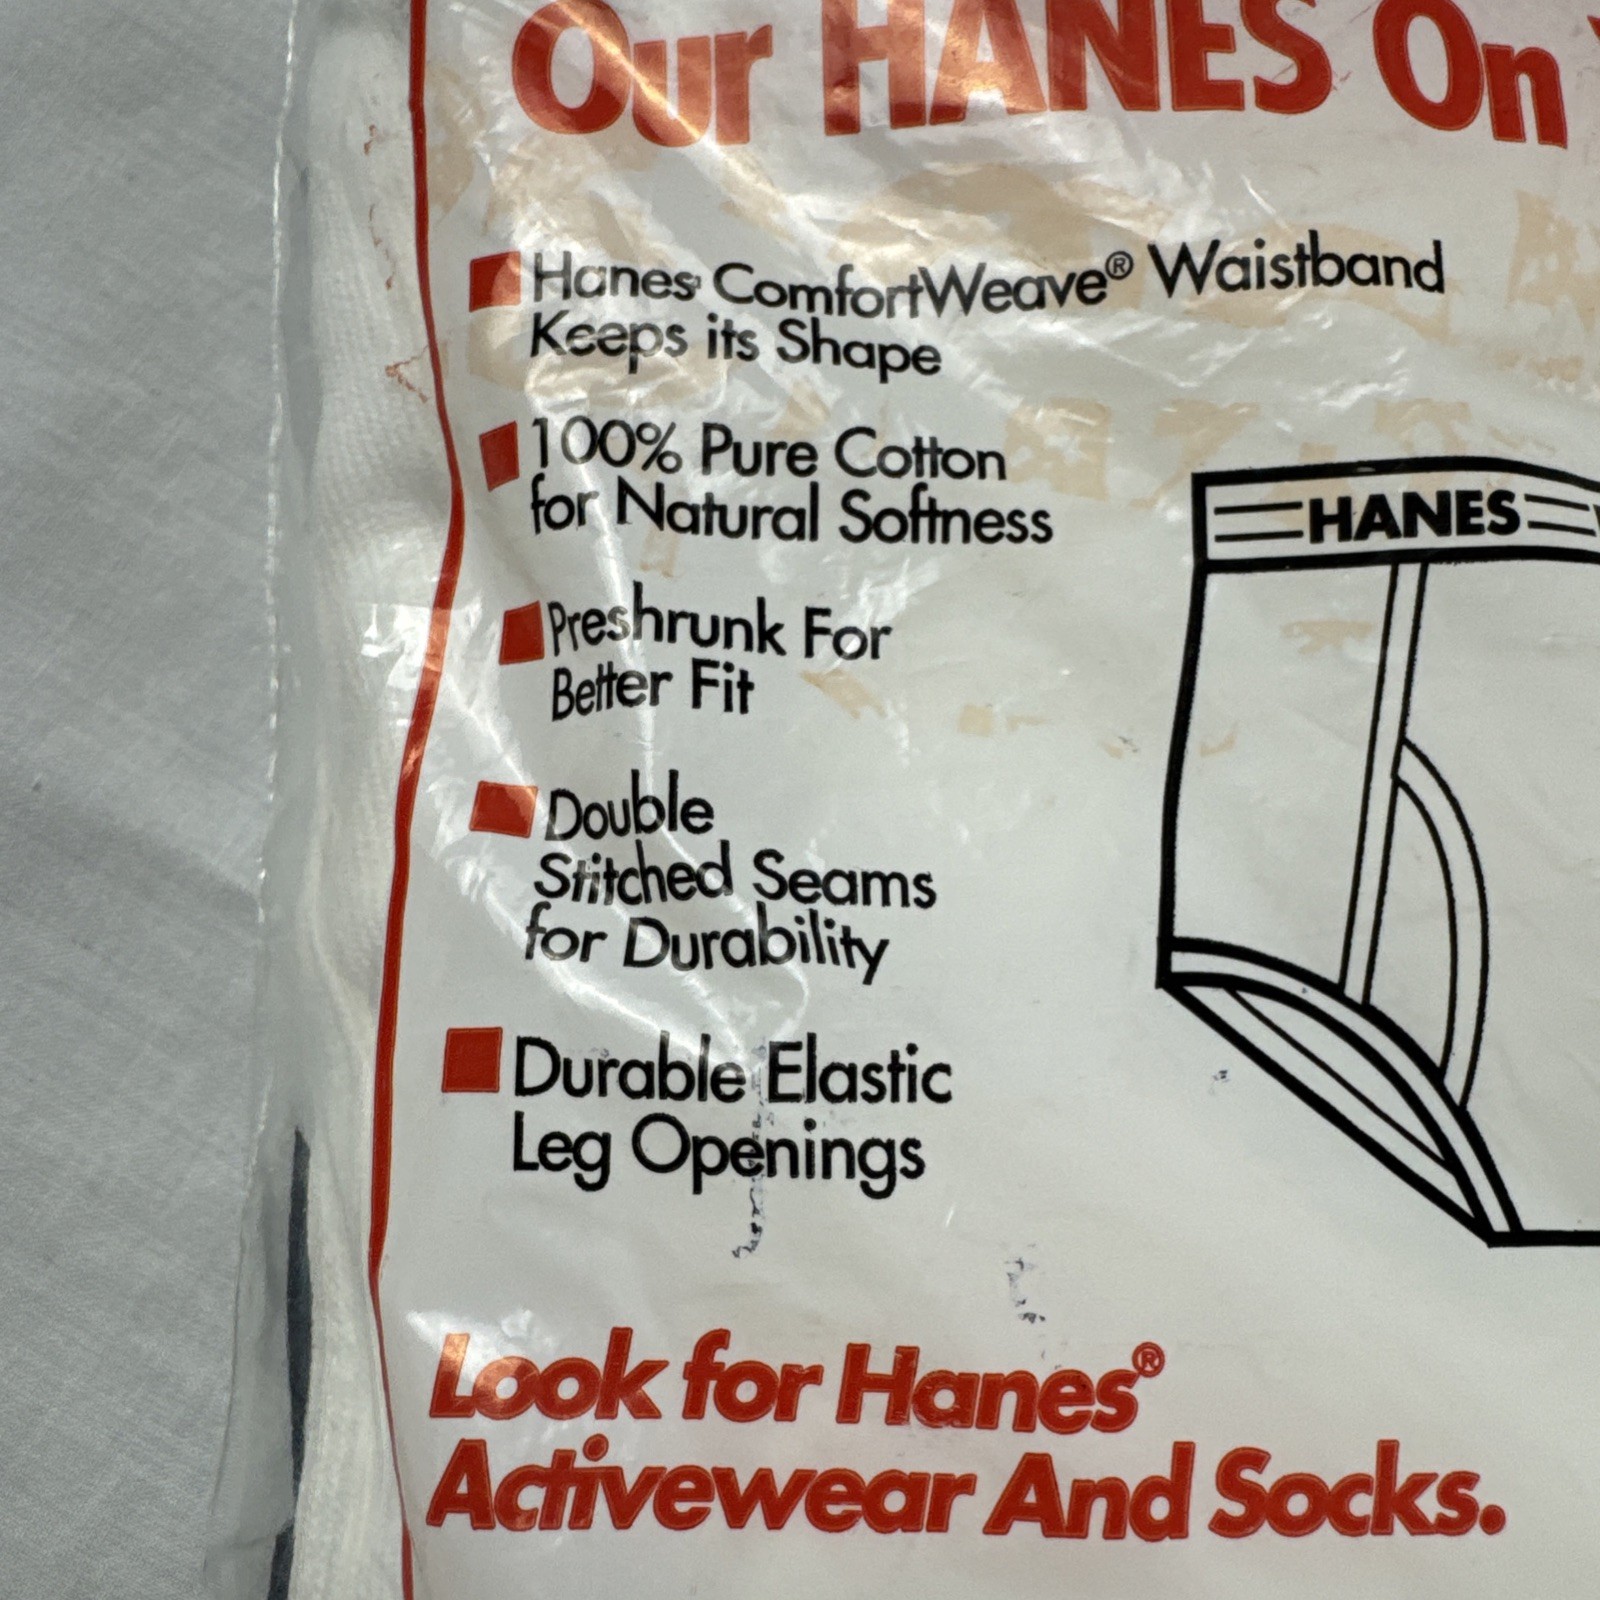 Our HANES On
Hanes ComfortWeave® Waistband
Keeps its Shape
100% Pure Cotton
for Natural Softness
Preshrunk For
Better Fit
HANES
Double
Stitched Seams
for Durability
Durable Elastic
Leg Openings
Look for Hanes®
Activewear And Socks.